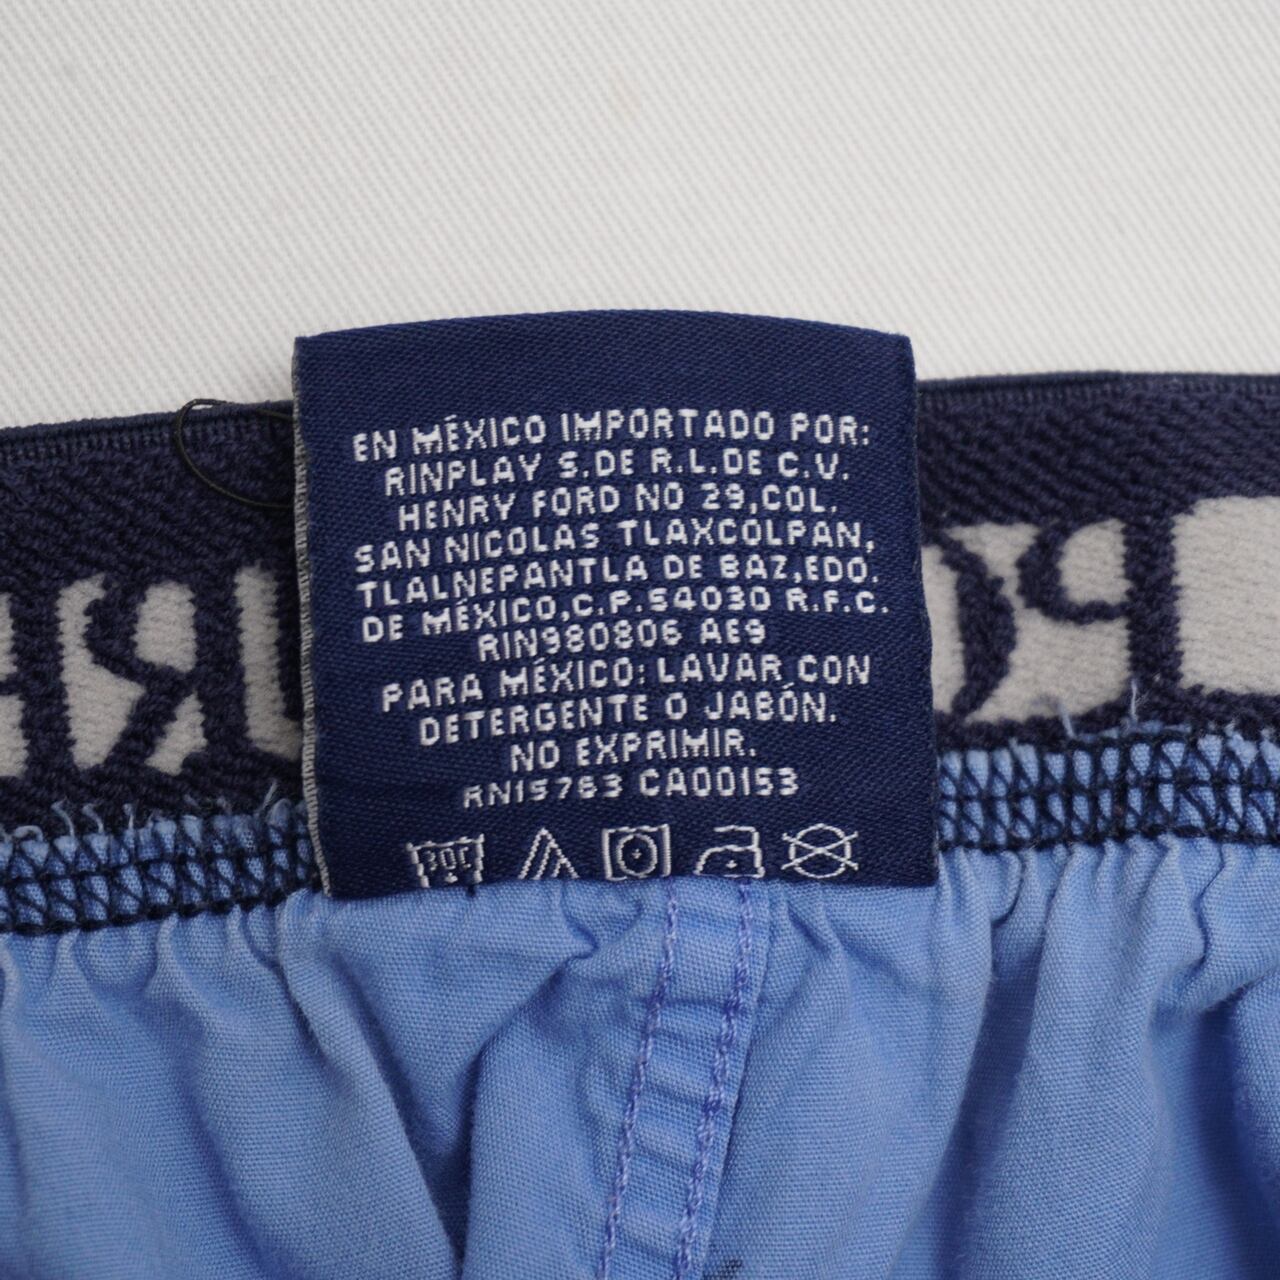 EN MÉXICO IMPORTADO POR:
RINPLAY S.DE R.L.DE C.V.
HENRY FORD NO 29,COL.
SAN NICOLAS TLAXCOLPAN,
TLALNEPANTLA DE BAZ,EDO.
DE MÉXICO,C.P.54030 R.F.C.
RIN980806 AE9
PARA MÉXICO: LAVAR CON
DETERGENTE O JABÓN.
NO EXPRIMIR.
RN15763 CA00153
30C